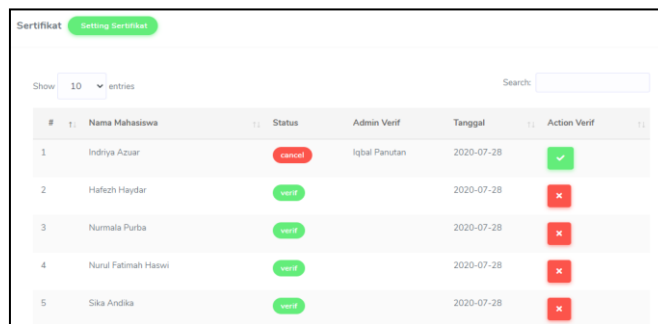 Sertifikat Setting Sertifikat
Show 10 entries Search:
# Nama Mahasiswa Status Admin Verif Tanggal Action Verif
1 Indriya Azuar cancel Iqbal Panutan 2020-07-28
2 Hafezh Haydar verif 2020-07-28
3 Nurmala Purba verif 2020-07-28
4 Nurul Fatimah Haswi verif 2020-07-28
5 Sika Andika verif 2020-07-28